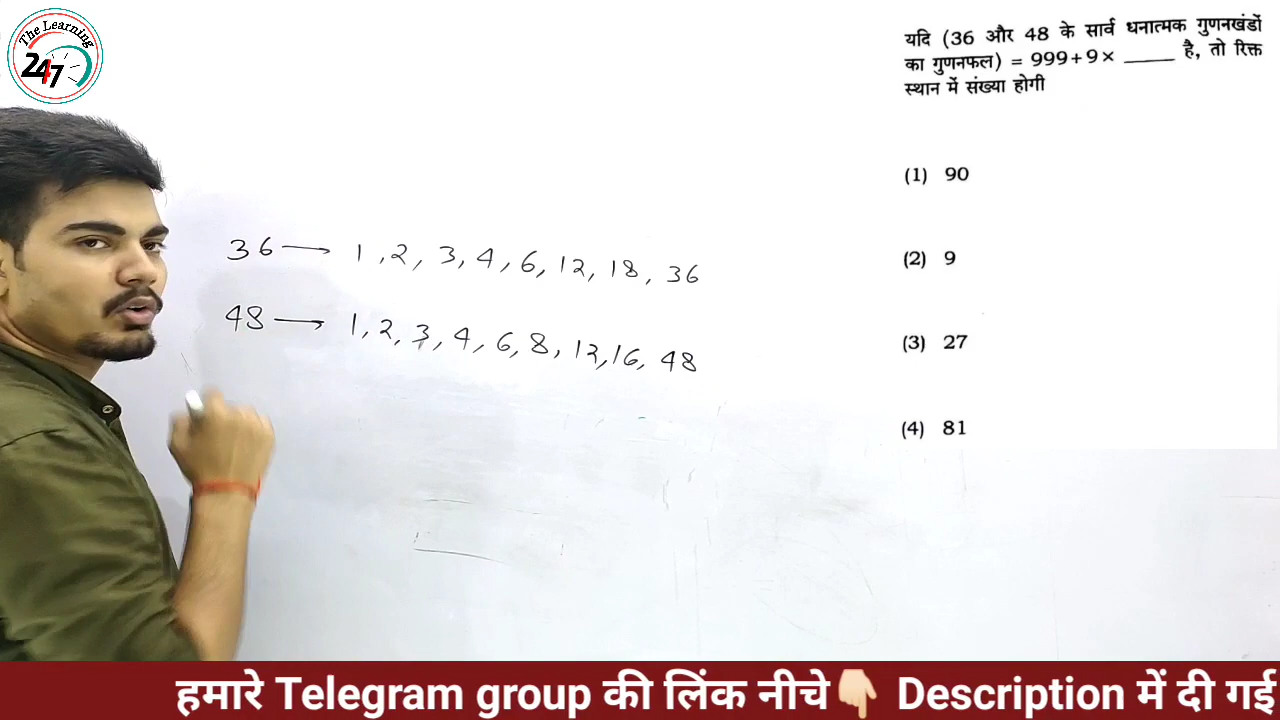 The Learning
247
यदि (36 और 48 के सार्व धनात्मक गुणनखंडों
का गुणनफल) = 999+9× _____ है, तो रिक्त
स्थान में संख्या होगी
(1) 90
(2) 9
(3) 27
(4) 81
36 → 1, 2, 3, 4, 6, 12, 18, 36
48 → 1, 2, 3, 4, 6, 8, 12, 16, 48
हमारे Telegram group की लिंक नीचे👇🏻 Description में दी गई